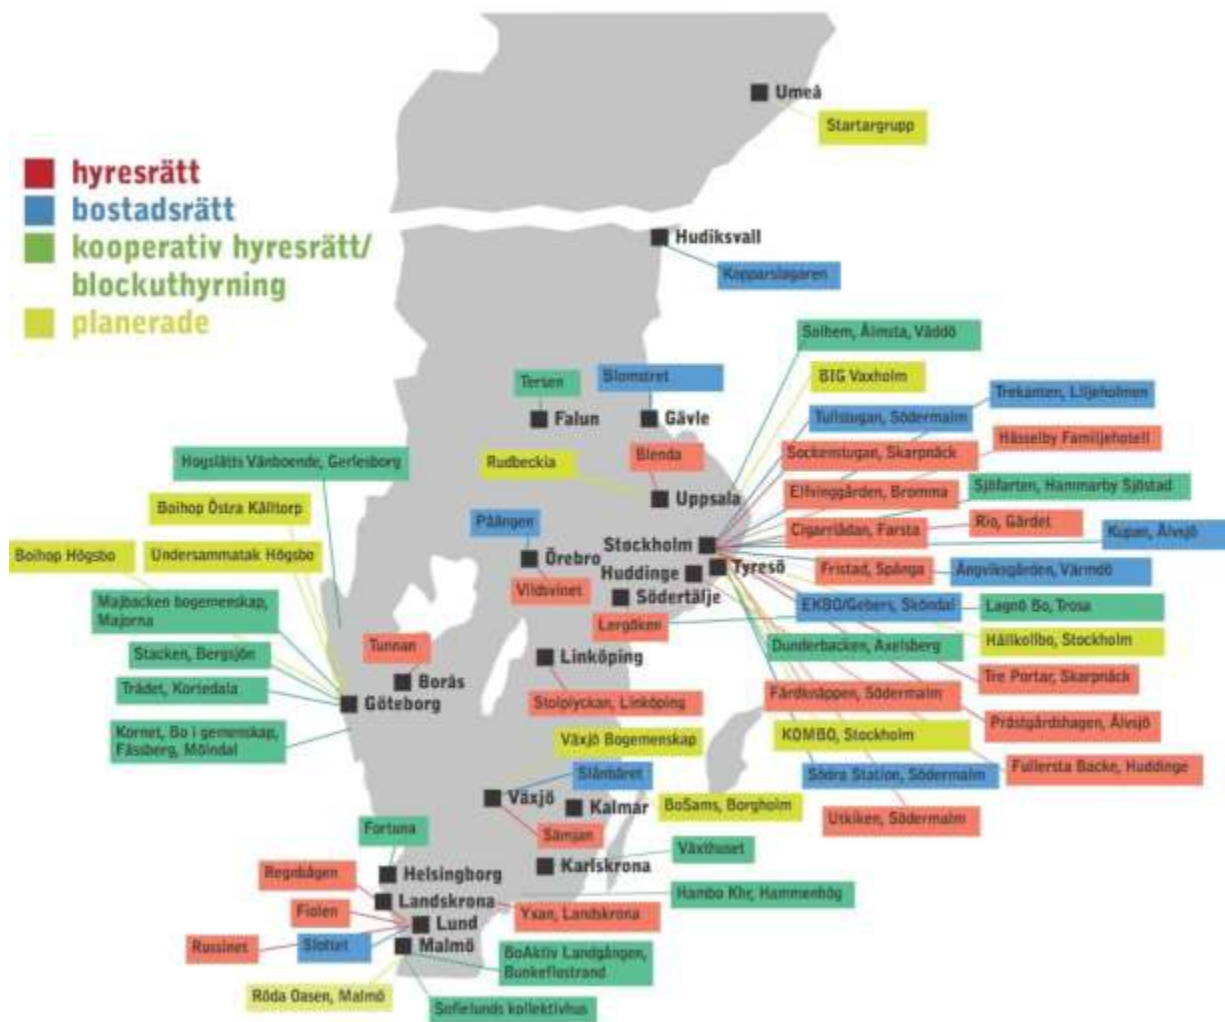 Umeå
Startargrupp
hyresrätt
bostadsrätt
kooperativ hyresrätt/
blockuthyrning
planerade
Hudiksvall
Kopparslagaren
Solhem, Älmsta, Väddö
BIG Vaxholm
Tersen
Blomstret
Trekanten, Liljeholmen
Falun
Gävle
Tullstugan, Södermalm
Hässelby Familjehotell
Hogslätts Vänboende, Gerlesborg
Rudbeckia
Blenda
Sockenstugan, Skarpnäck
Uppsala
Elfvinggården, Bromma
Sjöfarten, Hammarby Sjöstad
Boihop Östra Kålltorp
Påängen
Stockholm
Cigarrlådan, Farsta
Rio, Gärdet
Kupan, Älvsjö
Boihop Högsbo
Undersammatak Högsbo
Örebro
Huddinge
Tyresö
Fristad, Spånga
Ängviksgården, Värmdö
Vildsvinet
Södertälje
EKBO/Gebers, Sköndal
Lagnö Bo, Trosa
Majbacken bogemenskap,
Majorna
Lergöken
Dunderbacken, Axelsberg
Hällkollbo, Stockholm
Stacken, Bergsjön
Tunnan
Linköping
Tre Portar, Skarpnäck
Trädet, Kortedala
Borås
Göteborg
Stolplyckan, Linköping
Färdknäppen, Södermalm
Prästgårdshagen, Älvsjö
Kornet, Bo i gemenskap,
Fässberg, Mölndal
Växjö Bogemenskap
KOMBO, Stockholm
Slånbäret
Södra Station, Södermalm
Fullersta Backe, Huddinge
Växjö
Kalmar
BoSams, Borgholm
Utkiken, Södermalm
Fortuna
Sämjan
Växthuset
Karlskrona
Regnbågen
Helsingborg
Hambo Khr, Hammenhög
Landskrona
Fiolen
Yxan, Landskrona
Lund
Russinet
Slottet
Malmö
BoAktiv Landgången,
Bunkeflostrand
Röda Oasen, Malmö
Sofielunds kollektivhus